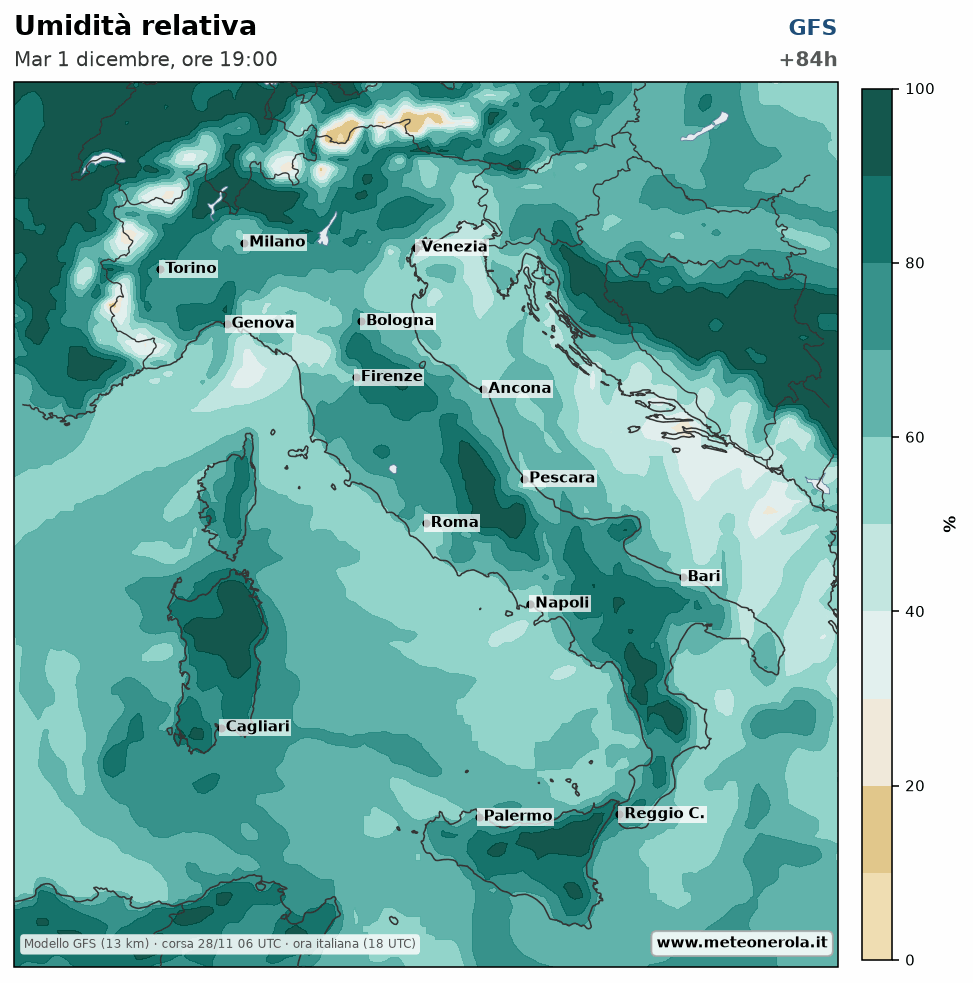 Umidità relativa
GFS
Mar 1 dicembre, ore 19:00
+84h
100
80
60
40
20
0
%
Milano
Venezia
Torino
Genova
Bologna
Firenze
Ancona
Pescara
Roma
Bari
Napoli
Cagliari
Palermo
Reggio C.
Modello GFS (13 km) · corsa 28/11 06 UTC · ora italiana (18 UTC)
www.meteonerola.it